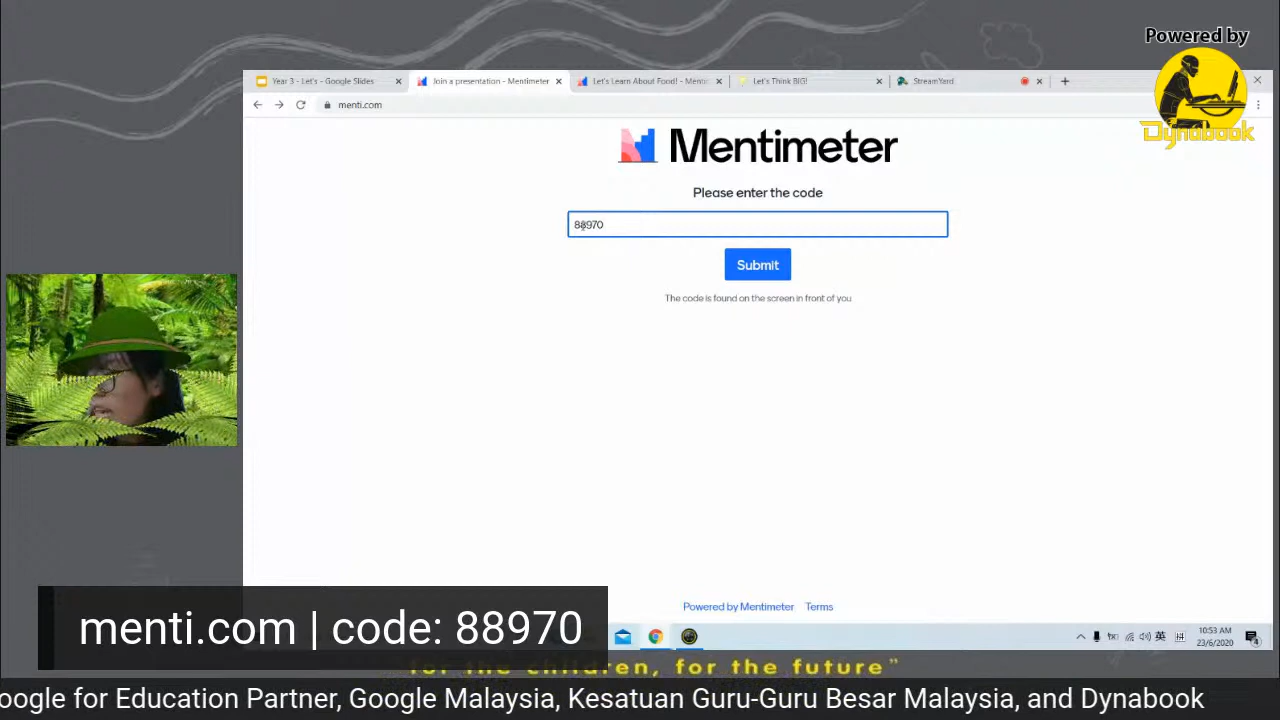 Powered by
Dynabook
Year 3 - Let's - Google Slides
Join a presentation - Mentimeter
Let's Learn About Food! - Mentim
Let's Think BIG!
StreamYard
menti.com
Mentimeter
Please enter the code
88970
Submit
The code is found on the screen in front of you
Powered by Mentimeter Terms
英
10:53 AM
23/6/2020
menti.com | code: 88970
for the children, for the future”
oogle for Education Partner, Google Malaysia, Kesatuan Guru-Guru Besar Malaysia, and Dynabook